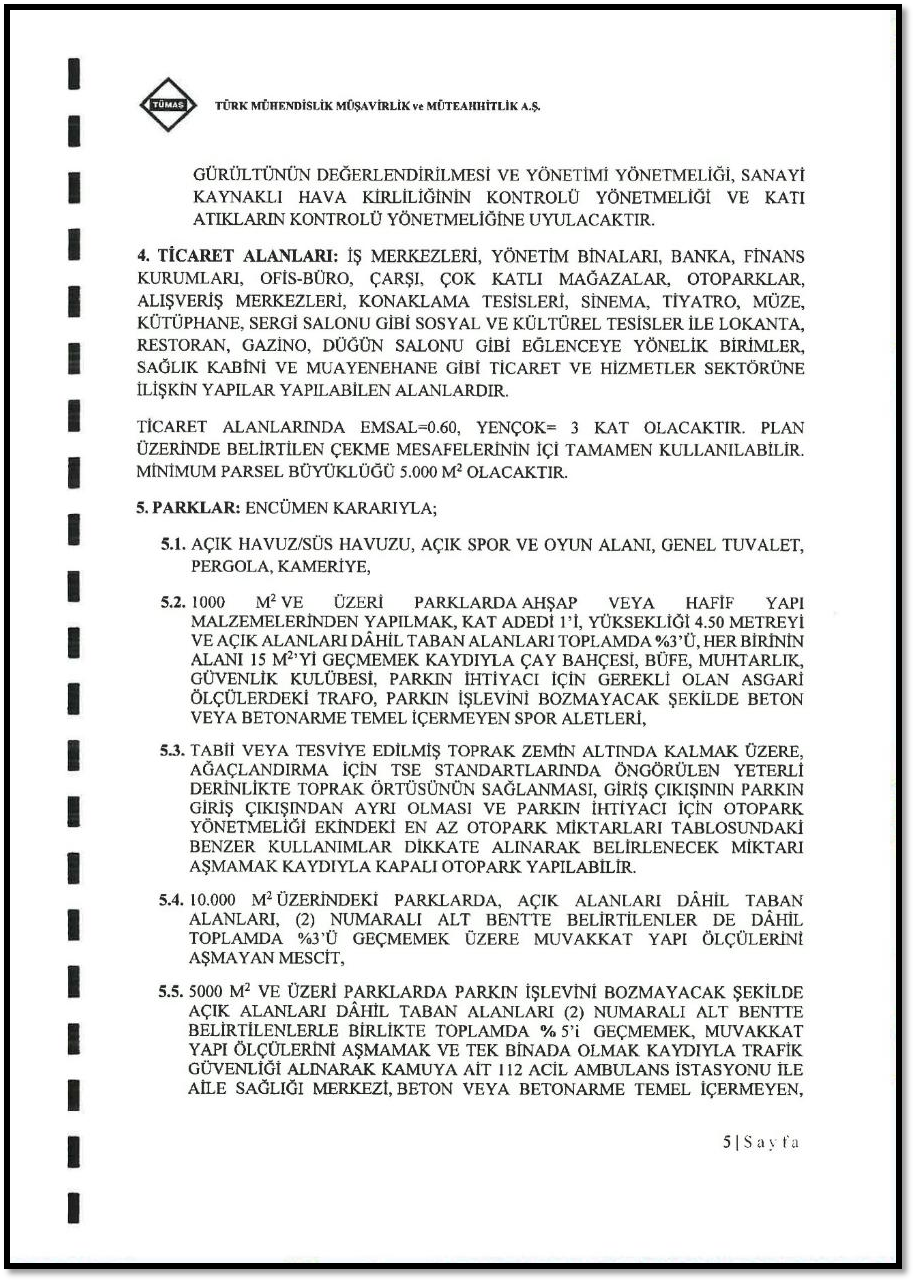 TÜMAŞ
TÜRK MÜHENDİSLİK MÜŞAVİRLİK ve MÜTEAHHİTLİK A.Ş.
GÜRÜLTÜNÜN DEĞERLENDİRİLMESİ VE YÖNETİMİ YÖNETMELİĞİ, SANAYİ
KAYNAKLI HAVA KİRLİLİĞİNİN KONTROLÜ YÖNETMELİĞİ VE KATI
ATIKLARIN KONTROLÜ YÖNETMELİĞİNE UYULACAKTIR.
4. TİCARET ALANLARI: İŞ MERKEZLERİ, YÖNETİM BİNALARI, BANKA, FİNANS
KURUMLARI, OFİS-BÜRO, ÇARŞI, ÇOK KATLI MAĞAZALAR, OTOPARKLAR,
ALIŞVERİŞ MERKEZLERİ, KONAKLAMA TESİSLERİ, SİNEMA, TİYATRO, MÜZE,
KÜTÜPHANE, SERGİ SALONU GİBİ SOSYAL VE KÜLTÜREL TESİSLER İLE LOKANTA,
RESTORAN, GAZİNO, DÜĞÜN SALONU GİBİ EĞLENCEYE YÖNELİK BİRİMLER,
SAĞLIK KABİNİ VE MUAYENEHANE GİBİ TİCARET VE HİZMETLER SEKTÖRÜNE
İLİŞKİN YAPILAR YAPILABİLEN ALANLARDIR.
TİCARET ALANLARINDA EMSAL=0.60, YENÇOK= 3 KAT OLACAKTIR. PLAN
ÜZERİNDE BELİRTİLEN ÇEKME MESAFELERİNİN İÇİ TAMAMEN KULLANILABİLİR.
MİNİMUM PARSEL BÜYÜKLÜĞÜ 5.000 M² OLACAKTIR.
5. PARKLAR: ENCÜMEN KARARIYLA;
5.1. AÇIK HAVUZ/SÜS HAVUZU, AÇIK SPOR VE OYUN ALANI, GENEL TUVALET,
PERGOLA, KAMERİYE,
5.2. 1000 M² VE ÜZERİ PARKLARDA AHŞAP VEYA HAFİF YAPI
MALZEMELERİNDEN YAPILMAK, KAT ADEDİ 1'İ, YÜKSEKLİĞİ 4.50 METREYİ
VE AÇIK ALANLARI DÂHİL TABAN ALANLARI TOPLAMDA %3'Ü, HER BİRİNİN
ALANI 15 M²'Yİ GEÇMEMEK KAYDIYLA ÇAY BAHÇESİ, BÜFE, MUHTARLIK,
GÜVENLİK KULÜBESİ, PARKIN İHTİYACI İÇİN GEREKLİ OLAN ASGARİ
ÖLÇÜLERDEKİ TRAFO, PARKIN İŞLEVİNİ BOZMAYACAK ŞEKİLDE BETON
VEYA BETONARME TEMEL İÇERMEYEN SPOR ALETLERİ,
5.3. TABİİ VEYA TESVİYE EDİLMİŞ TOPRAK ZEMİN ALTINDA KALMAK ÜZERE,
AĞAÇLANDIRMA İÇİN TSE STANDARTLARINDA ÖNGÖRÜLEN YETERLİ
DERİNLİKTE TOPRAK ÖRTÜSÜNÜN SAĞLANMASI, GİRİŞ ÇIKIŞININ PARKIN
GİRİŞ ÇIKIŞINDAN AYRI OLMASI VE PARKIN İHTİYACI İÇİN OTOPARK
YÖNETMELİĞİ EKİNDEKİ EN AZ OTOPARK MİKTARLARI TABLOSUNDAKİ
BENZER KULLANIMLAR DİKKATE ALINARAK BELİRLENECEK MİKTARI
AŞMAMAK KAYDIYLA KAPALI OTOPARK YAPILABİLİR.
5.4. 10.000 M² ÜZERİNDEKİ PARKLARDA, AÇIK ALANLARI DÂHİL TABAN
ALANLARI, (2) NUMARALI ALT BENTTE BELİRTİLENLER DE DÂHİL
TOPLAMDA %3'Ü GEÇMEMEK ÜZERE MUVAKKAT YAPI ÖLÇÜLERİNİ
AŞMAYAN MESCİT,
5.5. 5000 M² VE ÜZERİ PARKLARDA PARKIN İŞLEVİNİ BOZMAYACAK ŞEKİLDE
AÇIK ALANLARI DÂHİL TABAN ALANLARI (2) NUMARALI ALT BENTTE
BELİRTİLENLERLE BİRLİKTE TOPLAMDA % 5'i GEÇMEMEK, MUVAKKAT
YAPI ÖLÇÜLERİNİ AŞMAMAK VE TEK BİNADA OLMAK KAYDIYLA TRAFİK
GÜVENLİĞİ ALINARAK KAMUYA AİT 112 ACİL AMBULANS İSTASYONU İLE
AİLE SAĞLIĞI MERKEZİ, BETON VEYA BETONARME TEMEL İÇERMEYEN,
5 | Sayfa